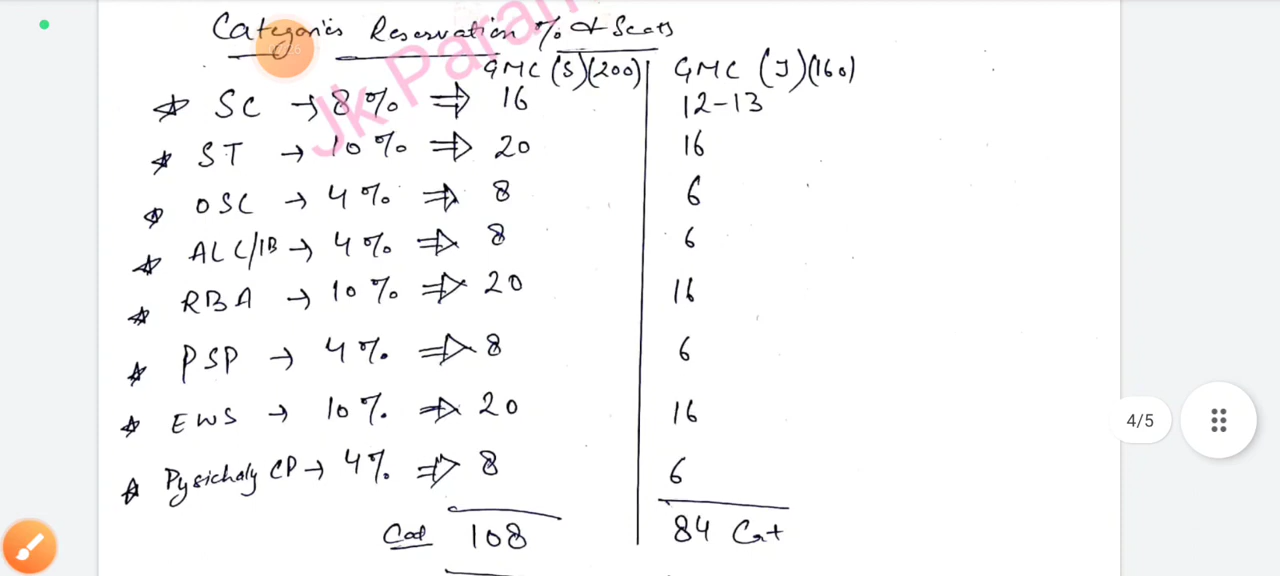 Categories Reservation % & Seats
GMC (S)(200) GMC (J)(160)
SC → 8% ⇒ 16 12-13
ST → 10% ⇒ 20 16
OSC → 4% ⇒ 8 6
ALC/IB → 4% ⇒ 8 6
RBA → 10% ⇒ 20 16
PSP → 4% ⇒ 8 6
EWS → 10% ⇒ 20 16
Pysichaly CP → 4% ⇒ 8 6
108 84 Cat
Jk Param
4/5